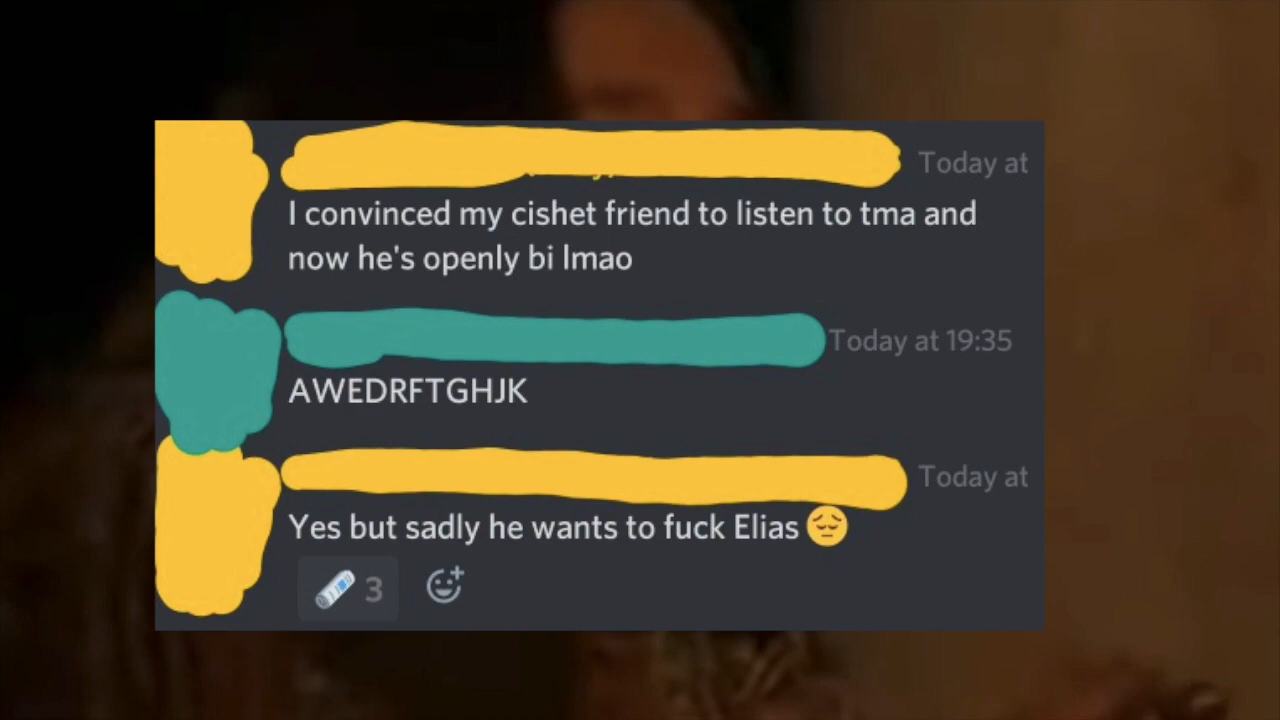 Today at
I convinced my cishet friend to listen to tma and
now he's openly bi lmao
Today at 19:35
AWEDRFTGHJK
Today at
Yes but sadly he wants to fuck Elias 😔
3